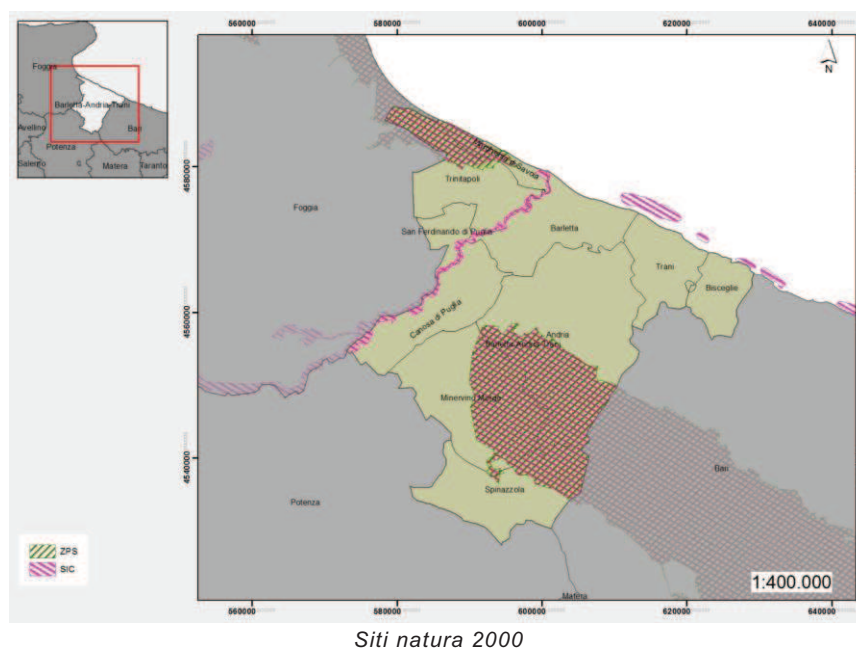 560000 580000 600000 620000 640000
N
Foggia
Barletta-Andria-Trani
Avellino
Bari
Potenza
Salerno
Matera
Taranto
4580000
4560000
4540000
Margherita di Savoia
Trinitapoli
Foggia
San Ferdinando di Puglia
Barletta
Trani
Bisceglie
Canosa di Puglia
Andria
Barletta-Andria-Trani
Minervino Murge
Bari
Spinazzola
Potenza
Matera
ZPS
SIC
1:400.000
560000 580000 600000 620000 640000
Siti natura 2000